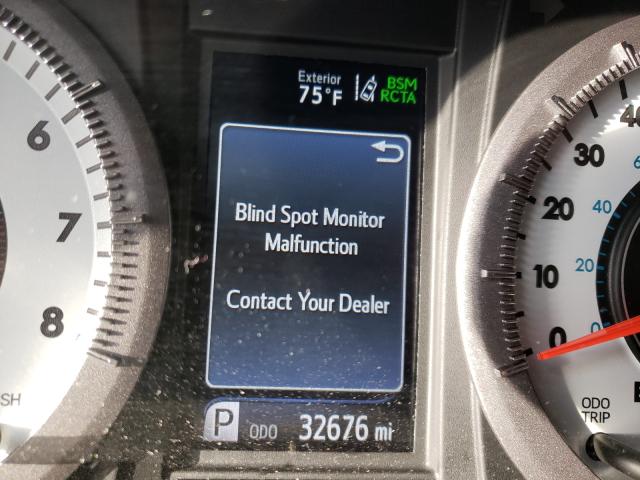 Exterior
75°F
BSM
RCTA
Blind Spot Monitor
Malfunction
Contact Your Dealer
P ODO 32676 mi
6
7
8
SH
40
30
20
10
0
40
20
0
ODO
TRIP